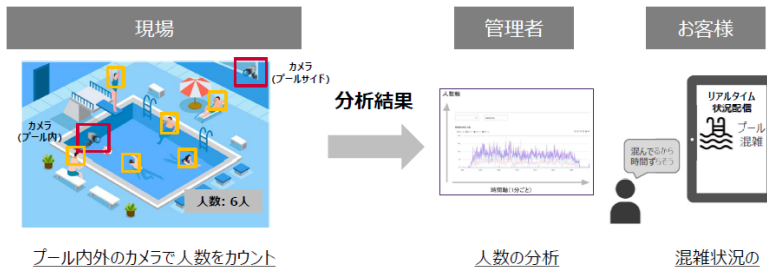 現場
管理者
お客様
カメラ
(プールサイド)
カメラ
(プール内)
人数: 6人
分析結果
人数軸
時間軸(1分ごと)
リアルタイム
状況配信
プール
混雑
混んでるから
時間ずらそう
プール内外のカメラで人数をカウント
人数の分析
混雑状況の